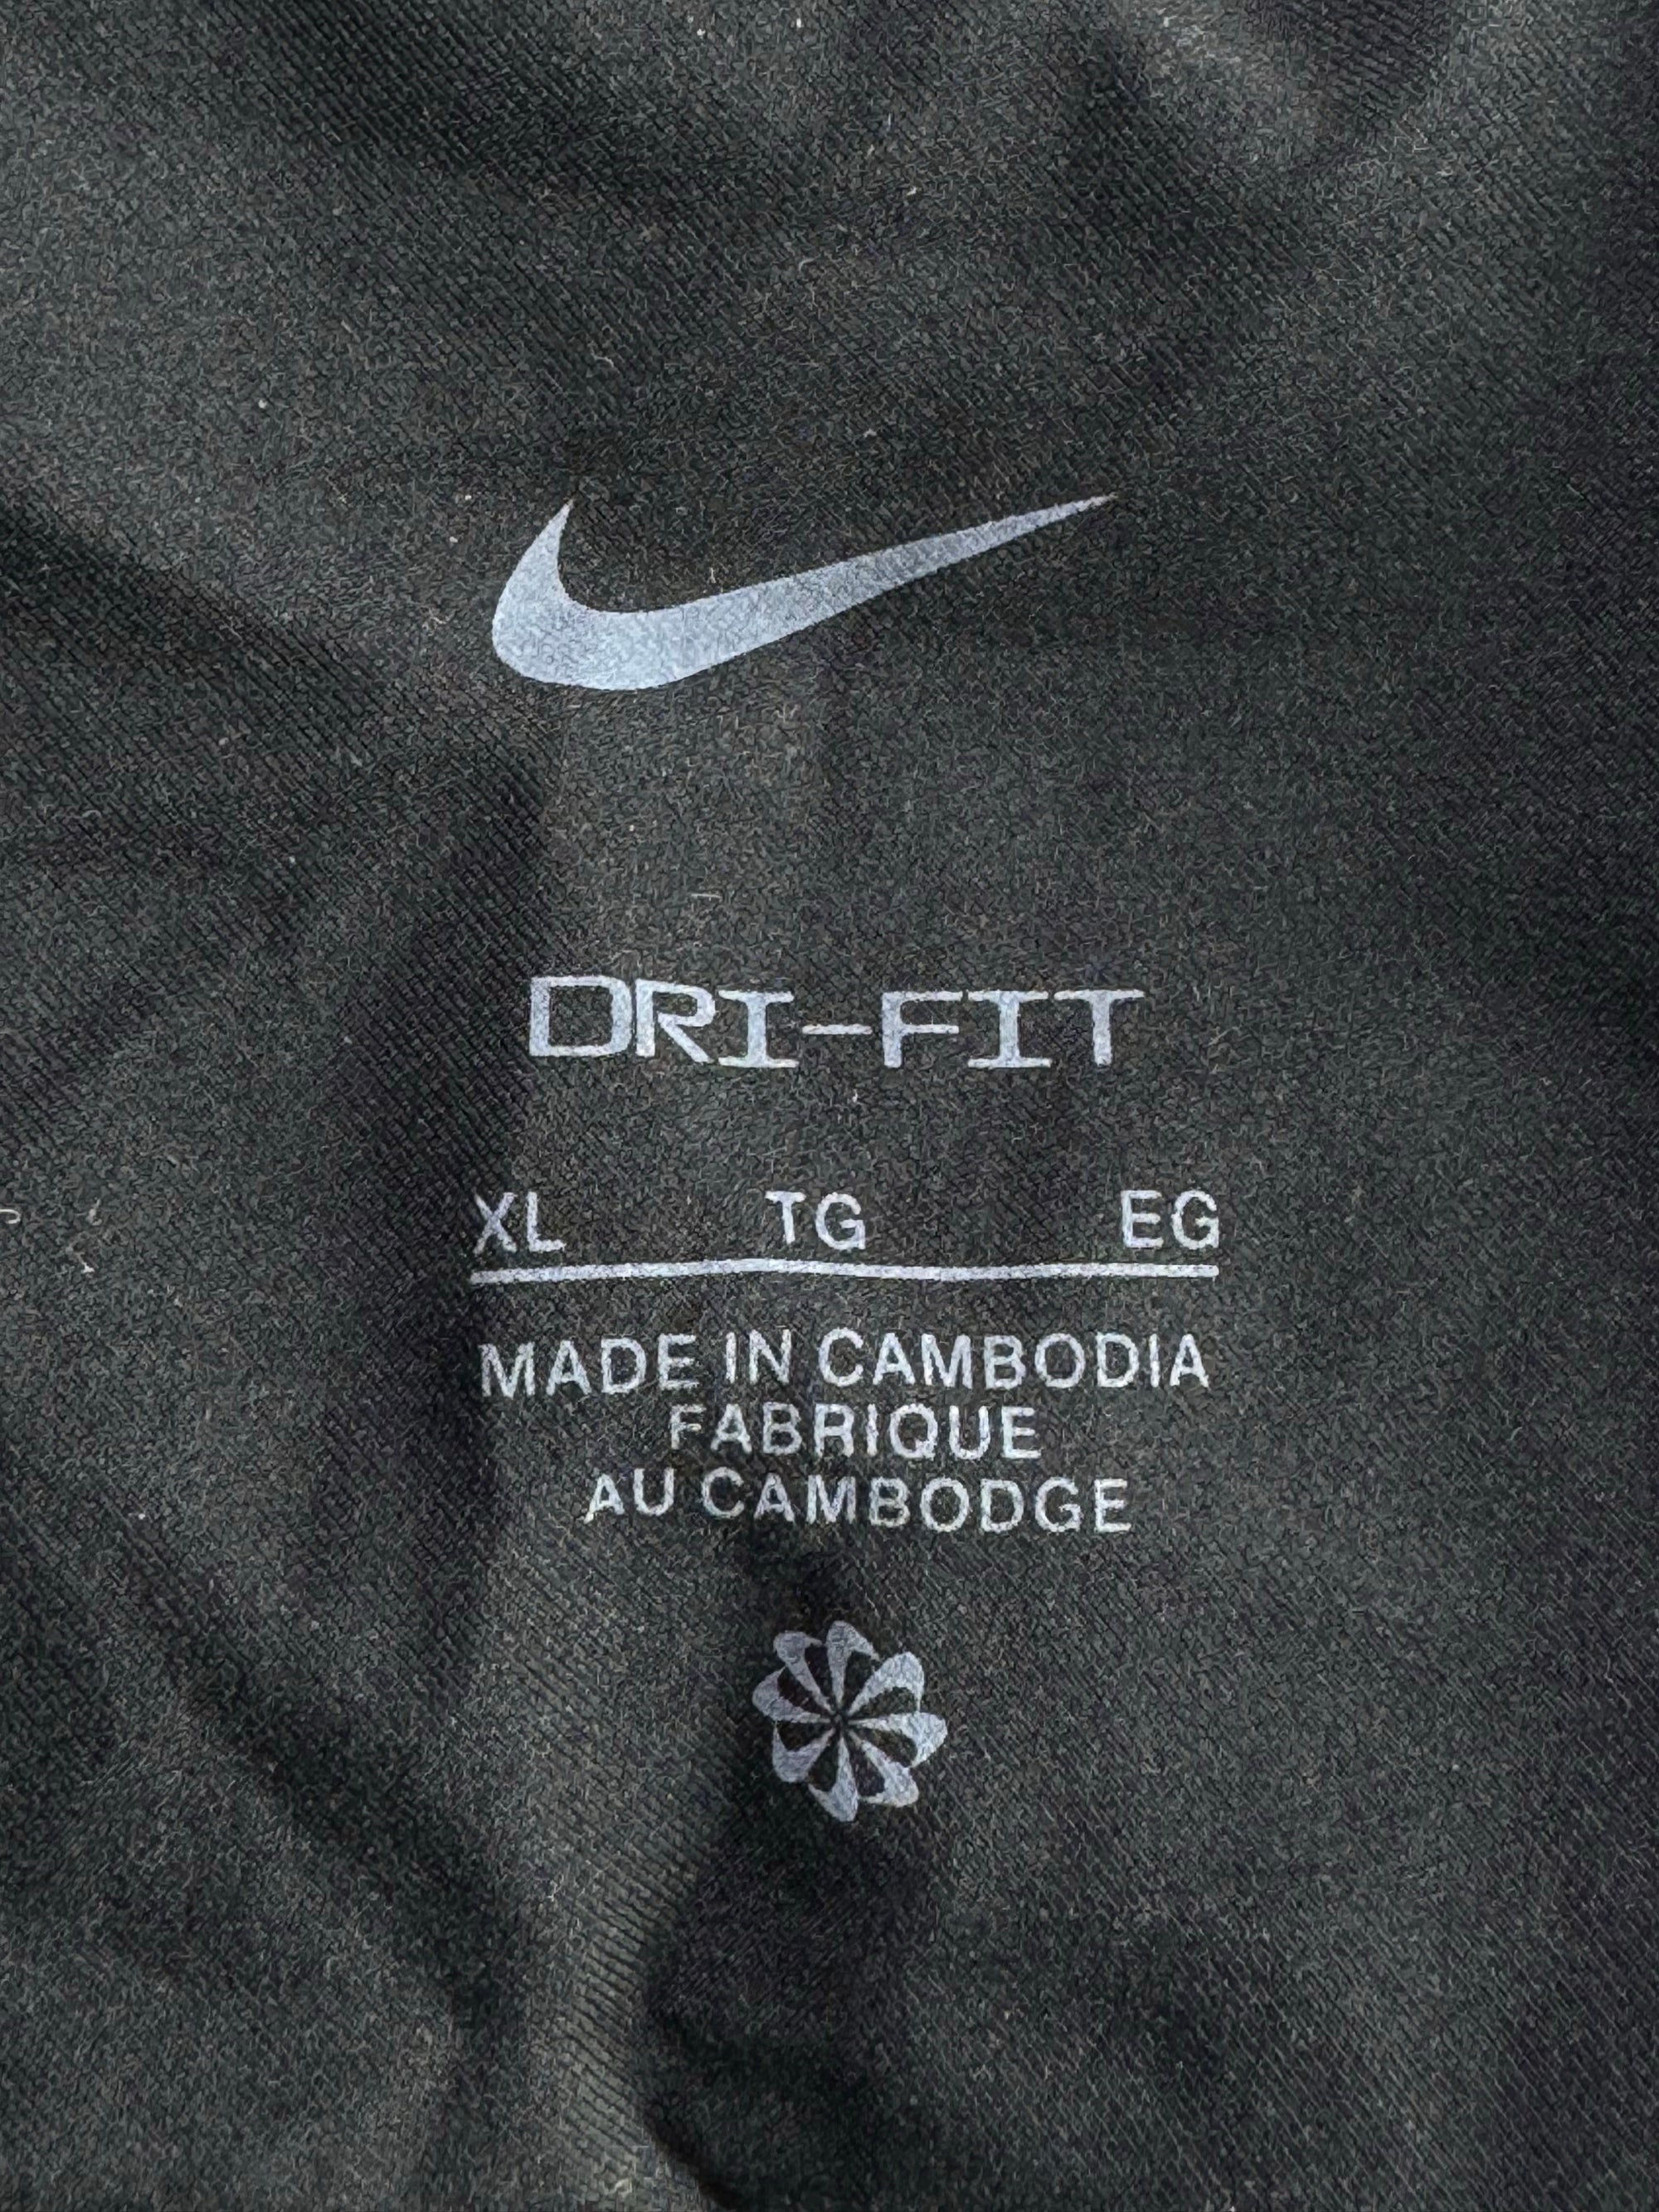 DRI-FIT
XL TG EG
MADE IN CAMBODIA
FABRIQUE
AU CAMBODGE